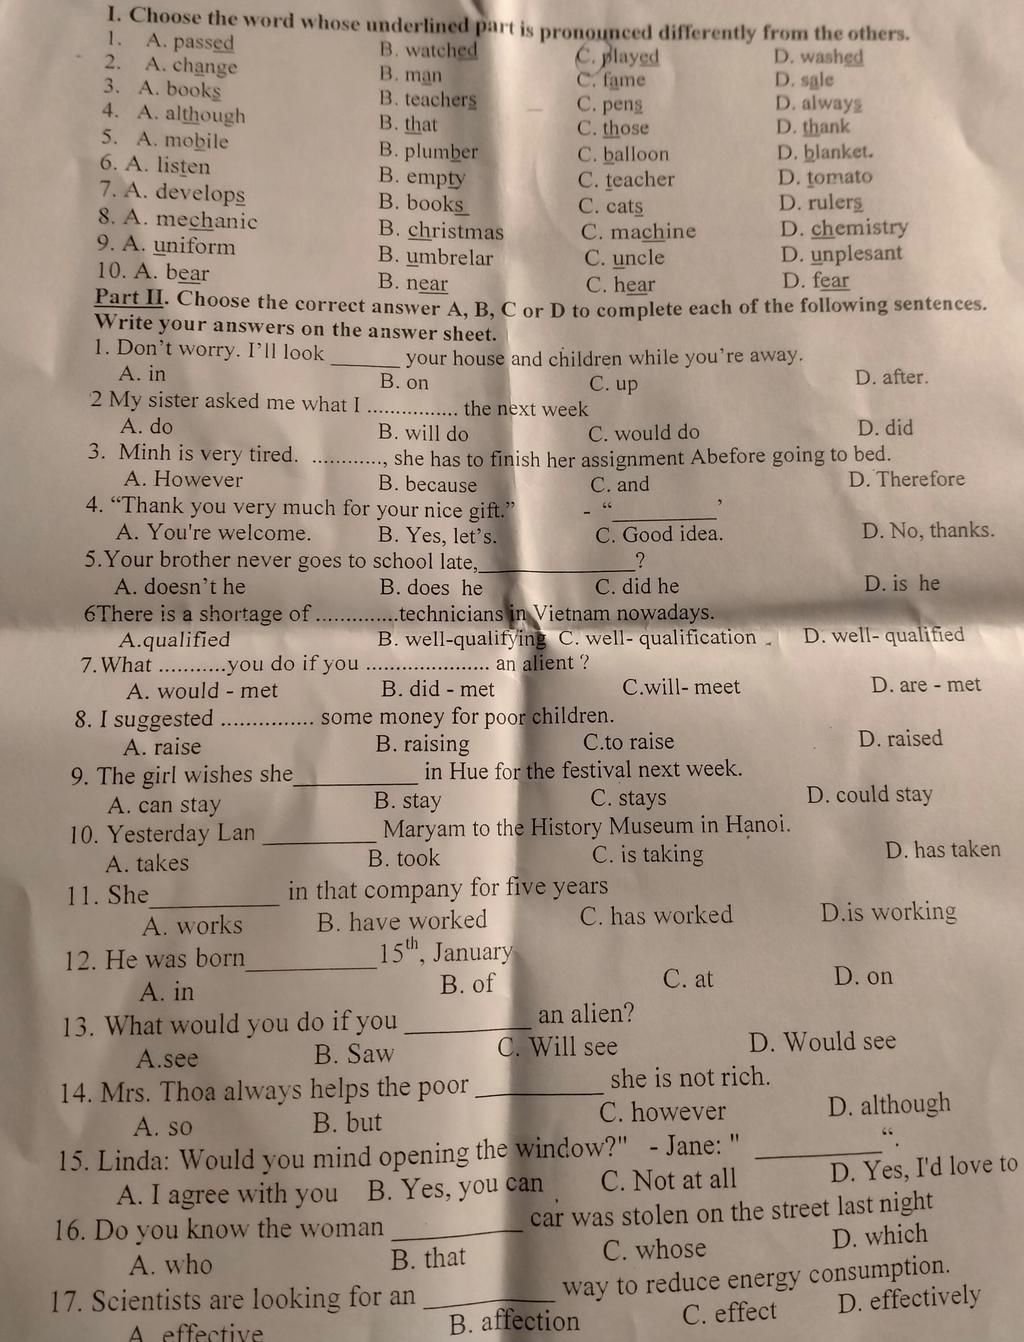 I. Choose the word whose underlined part is pronounced differently from the others.
1. A. passed B. watched C. played D. washed
2. A. change B. man C. fame D. sale
3. A. books B. teachers C. pens D. always
4. A. although B. that C. those D. thank
5. A. mobile B. plumber C. balloon D. blanket.
6. A. listen B. empty C. teacher D. tomato
7. A. develops B. books C. cats D. rulers
8. A. mechanic B. christmas C. machine D. chemistry
9. A. uniform B. umbrelar C. uncle D. unplesant
10. A. bear B. near C. hear D. fear
Part II. Choose the correct answer A, B, C or D to complete each of the following sentences.
Write your answers on the answer sheet.
1. Don't worry. I'll look ______ your house and children while you're away.
A. in B. on C. up D. after.
2 My sister asked me what I ................ the next week
A. do B. will do C. would do D. did
3. Minh is very tired. ............, she has to finish her assignment Abefore going to bed.
A. However B. because C. and D. Therefore
4. “Thank you very much for your nice gift.” - “_________’
A. You're welcome. B. Yes, let's. C. Good idea. D. No, thanks.
5.Your brother never goes to school late,______________?
A. doesn't he B. does he C. did he D. is he
6There is a shortage of ..............technicians in Vietnam nowadays.
A.qualified B. well-qualifying C. well- qualification D. well- qualified
7. What ...........you do if you ..................... an alient ?
A. would - met B. did - met C.will- meet D. are - met
8. I suggested ................ some money for poor children.
A. raise B. raising C.to raise D. raised
9. The girl wishes she___________ in Hue for the festival next week.
A. can stay B. stay C. stays D. could stay
10. Yesterday Lan __________ Maryam to the History Museum in Hanoi.
A. takes B. took C. is taking D. has taken
11. She___________ in that company for five years
A. works B. have worked C. has worked D.is working
12. He was born___________15th, January
A. in B. of C. at D. on
13. What would you do if you __________ an alien?
A.see B. Saw C. Will see D. Would see
14. Mrs. Thoa always helps the poor __________ she is not rich.
A. so B. but C. however D. although
15. Linda: Would you mind opening the window?" - Jane: " __________“.
A. I agree with you B. Yes, you can C. Not at all D. Yes, I'd love to
16. Do you know the woman __________ car was stolen on the street last night
A. who B. that C. whose D. which
17. Scientists are looking for an __________ way to reduce energy consumption.
A. effective B. affection C. effect D. effectively